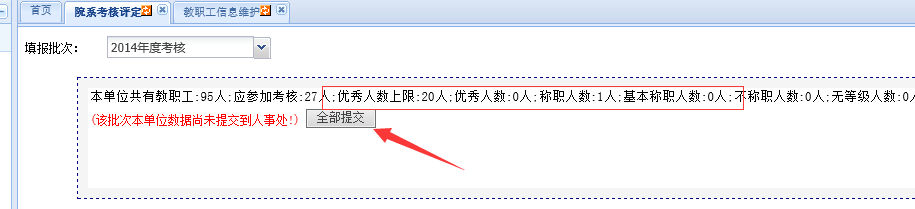 首页 院系考核评定 教职工信息维护
填报批次: 2014年度考核
本单位共有教职工:95人;应参加考核:27人;优秀人数上限:20人;优秀人数:0人;称职人数:1人;基本称职人数:0人;不称职人数:0人;无等级人数:0人
(该批次本单位数据尚未提交到人事处!) 全部提交